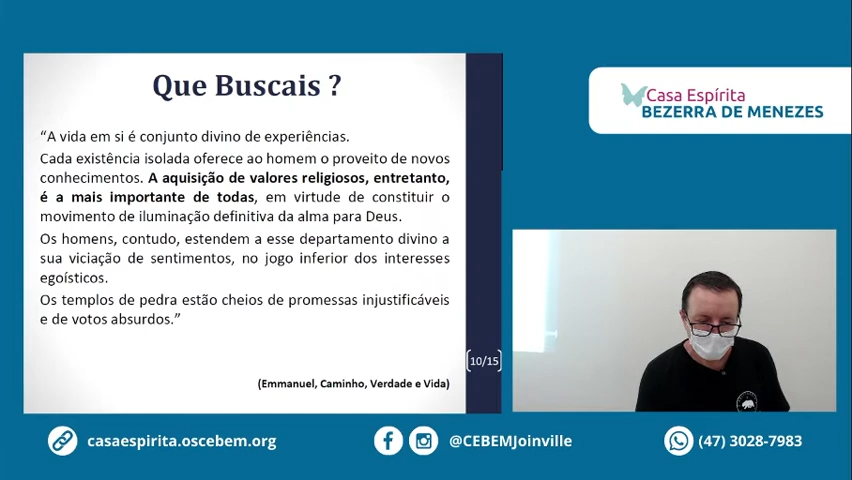 Que Buscais ?
“A vida em si é conjunto divino de experiências.
Cada existência isolada oferece ao homem o proveito de novos
conhecimentos. A aquisição de valores religiosos, entretanto,
é a mais importante de todas, em virtude de constituir o
movimento de iluminação definitiva da alma para Deus.
Os homens, contudo, estendem a esse departamento divino a
sua viciação de sentimentos, no jogo inferior dos interesses
egoísticos.
Os templos de pedra estão cheios de promessas injustificáveis
e de votos absurdos.”
(Emmanuel, Caminho, Verdade e Vida)
10/15
Casa Espírita
BEZERRA DE MENEZES
casaespirita.oscebem.org
@CEBEMJoinville
(47) 3028-7983